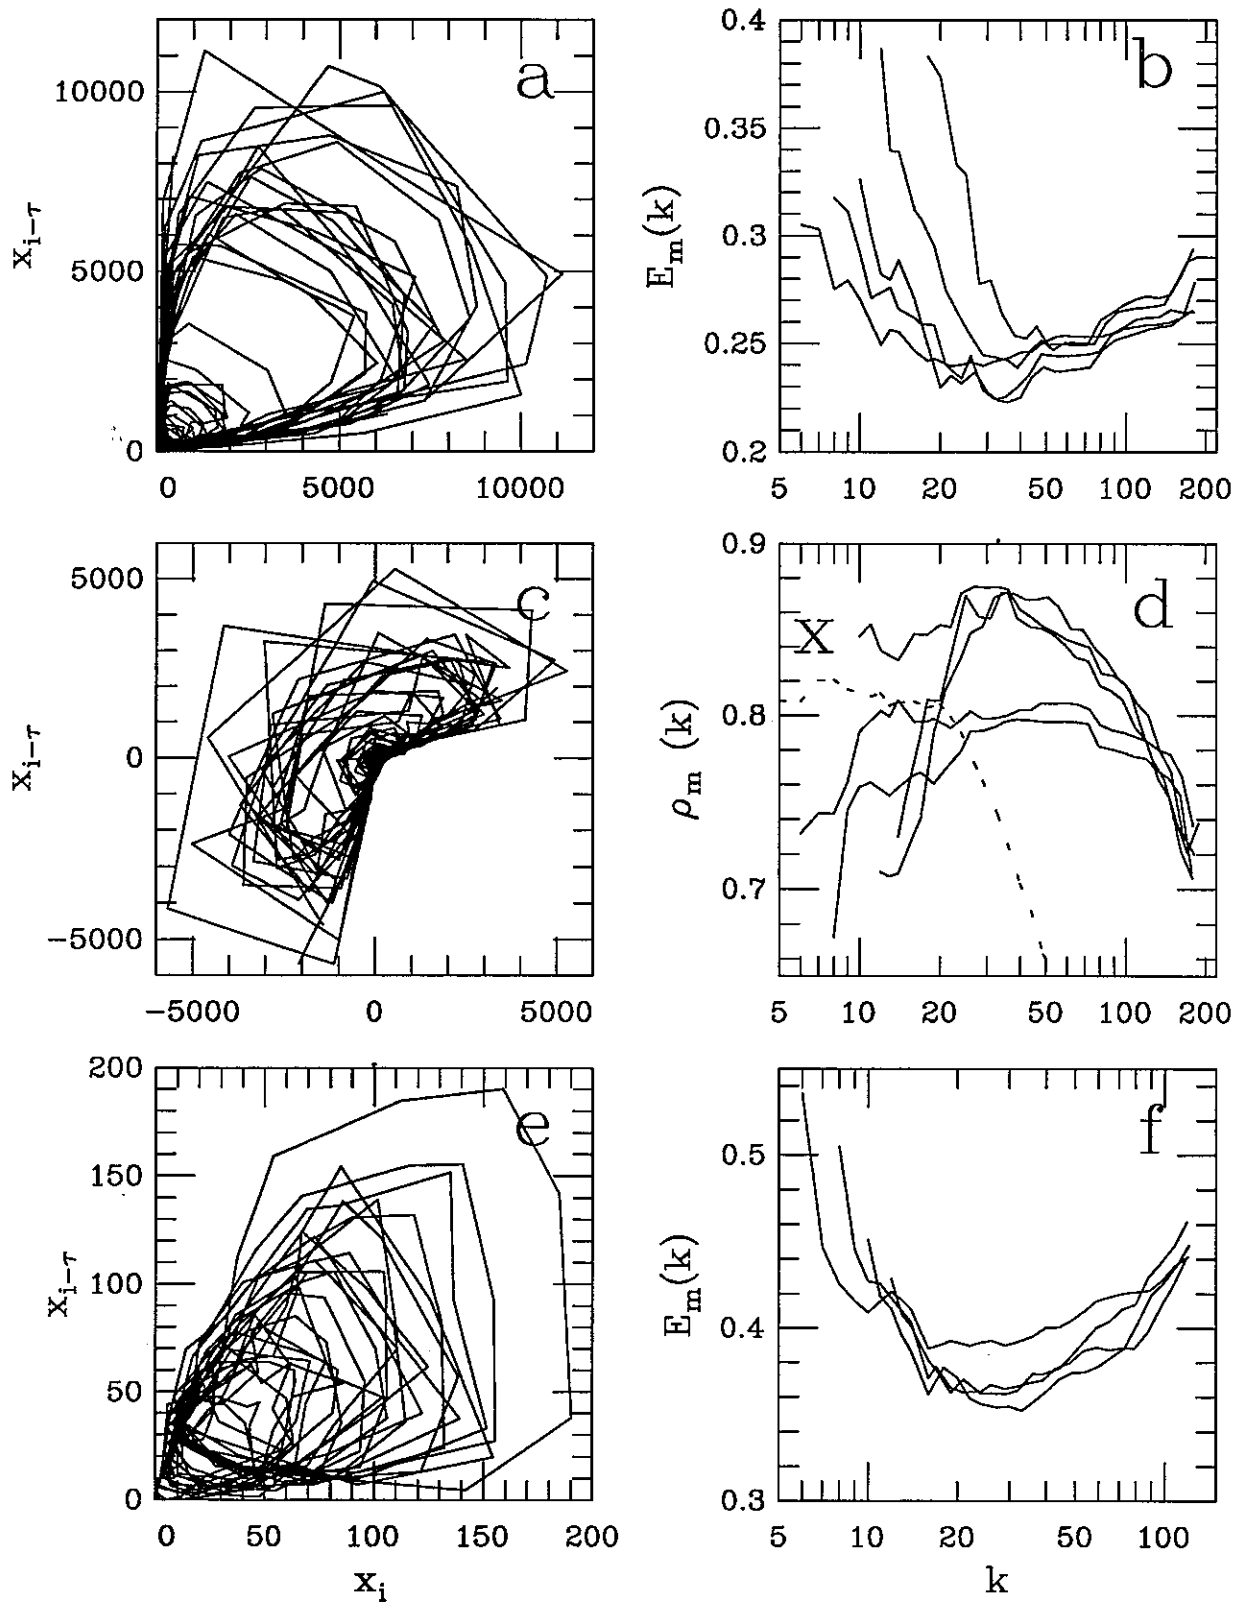 a
10000
5000
0
x_{i-τ}
0 5000 10000
b
0.4
0.35
0.3
0.25
0.2
E_m(k)
5 10 20 50 100 200
c
5000
0
−5000
x_{i-τ}
−5000 0 5000
d
X
0.9
0.8
0.7
ρ_m (k)
5 10 20 50 100 200
e
200
150
100
50
0
x_{i-τ}
0 50 100 150 200
x_i
f
0.5
0.4
0.3
E_m(k)
5 10 20 50 100
k